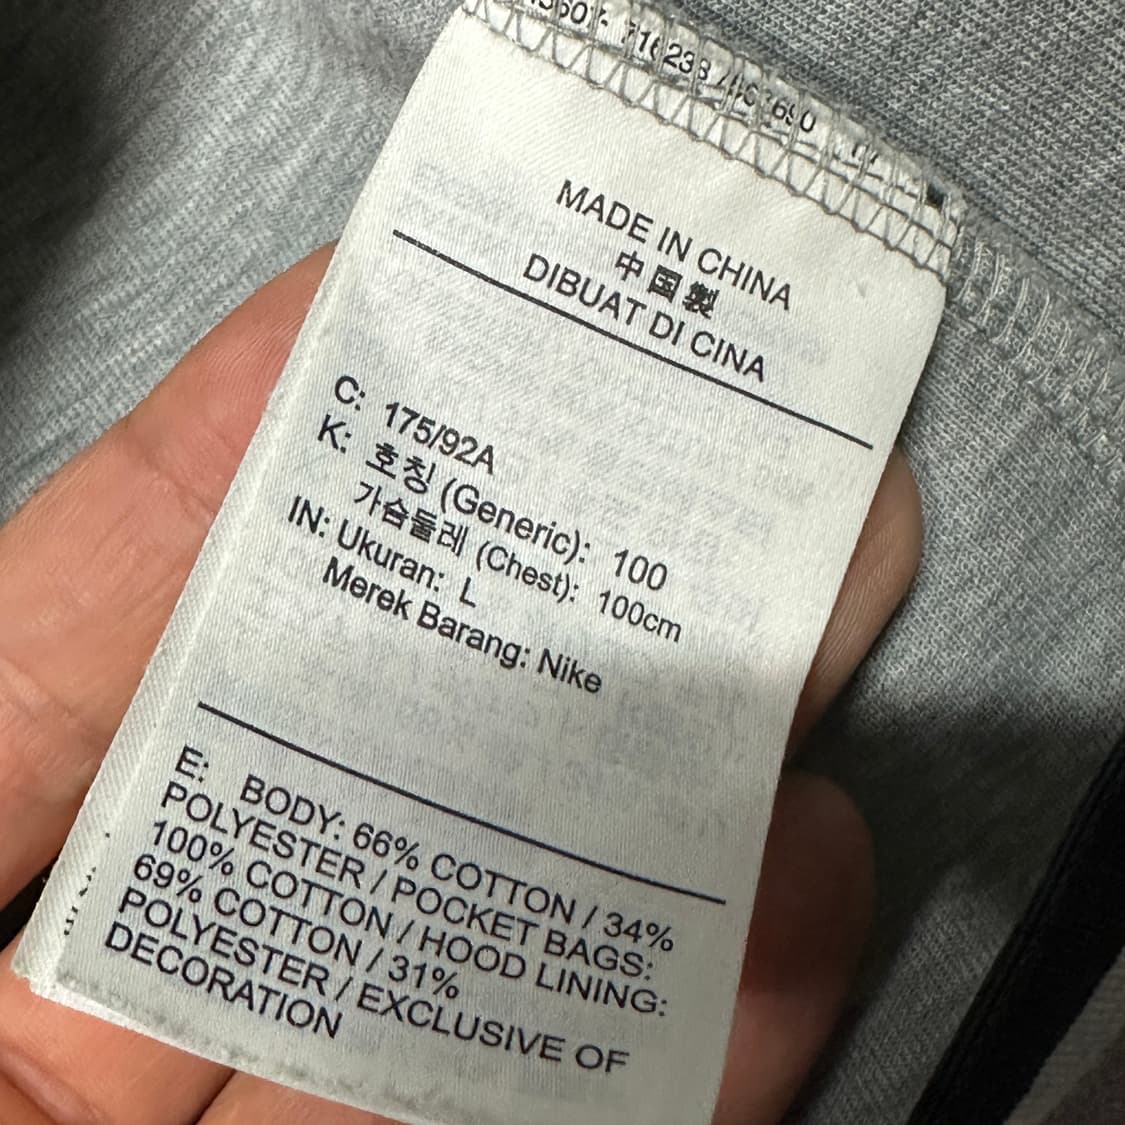 MADE IN CHINA
中国製
DIBUAT DI CINA
C: 175/92A
K: 호칭 (Generic): 100
가슴둘레 (Chest): 100cm
IN: Ukuran: L
Merek Barang: Nike
E: BODY: 66% COTTON / 34%
POLYESTER / POCKET BAGS:
100% COTTON / HOOD LINING:
69% COTTON / 31%
POLYESTER / EXCLUSIVE OF
DECORATION